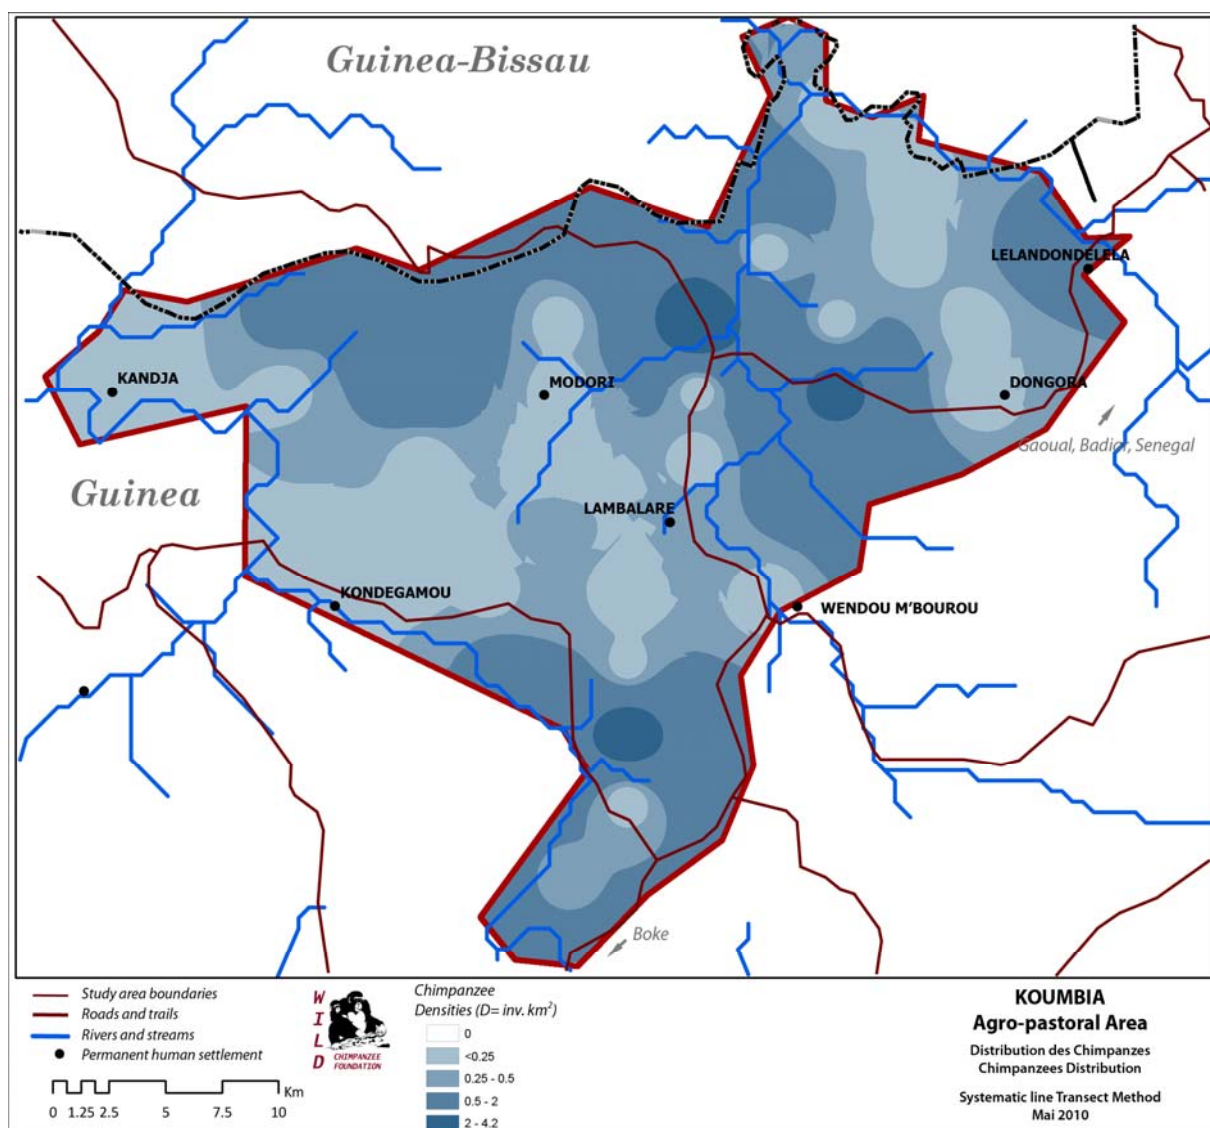 Guinea-Bissau
LELANDONDELELA
KANDJA
MODORI
DONGORA
Gaoual, Badiar, Senegal
Guinea
LAMBALARE
KONDEGAMOU
WENDOU M'BOUROU
Boke
Study area boundaries
Roads and trails
Rivers and streams
Permanent human settlement
Km
0 1.25 2.5 5 7.5 10
WILD
CHIMPANZEE
FOUNDATION
Chimpanzee
Densities (D= inv. km²)
0
<0.25
0.25 - 0.5
0.5 - 2
2 - 4.2
KOUMBIA
Agro-pastoral Area
Distribution des Chimpanzes
Chimpanzees Distribution
Systematic line Transect Method
Mai 2010